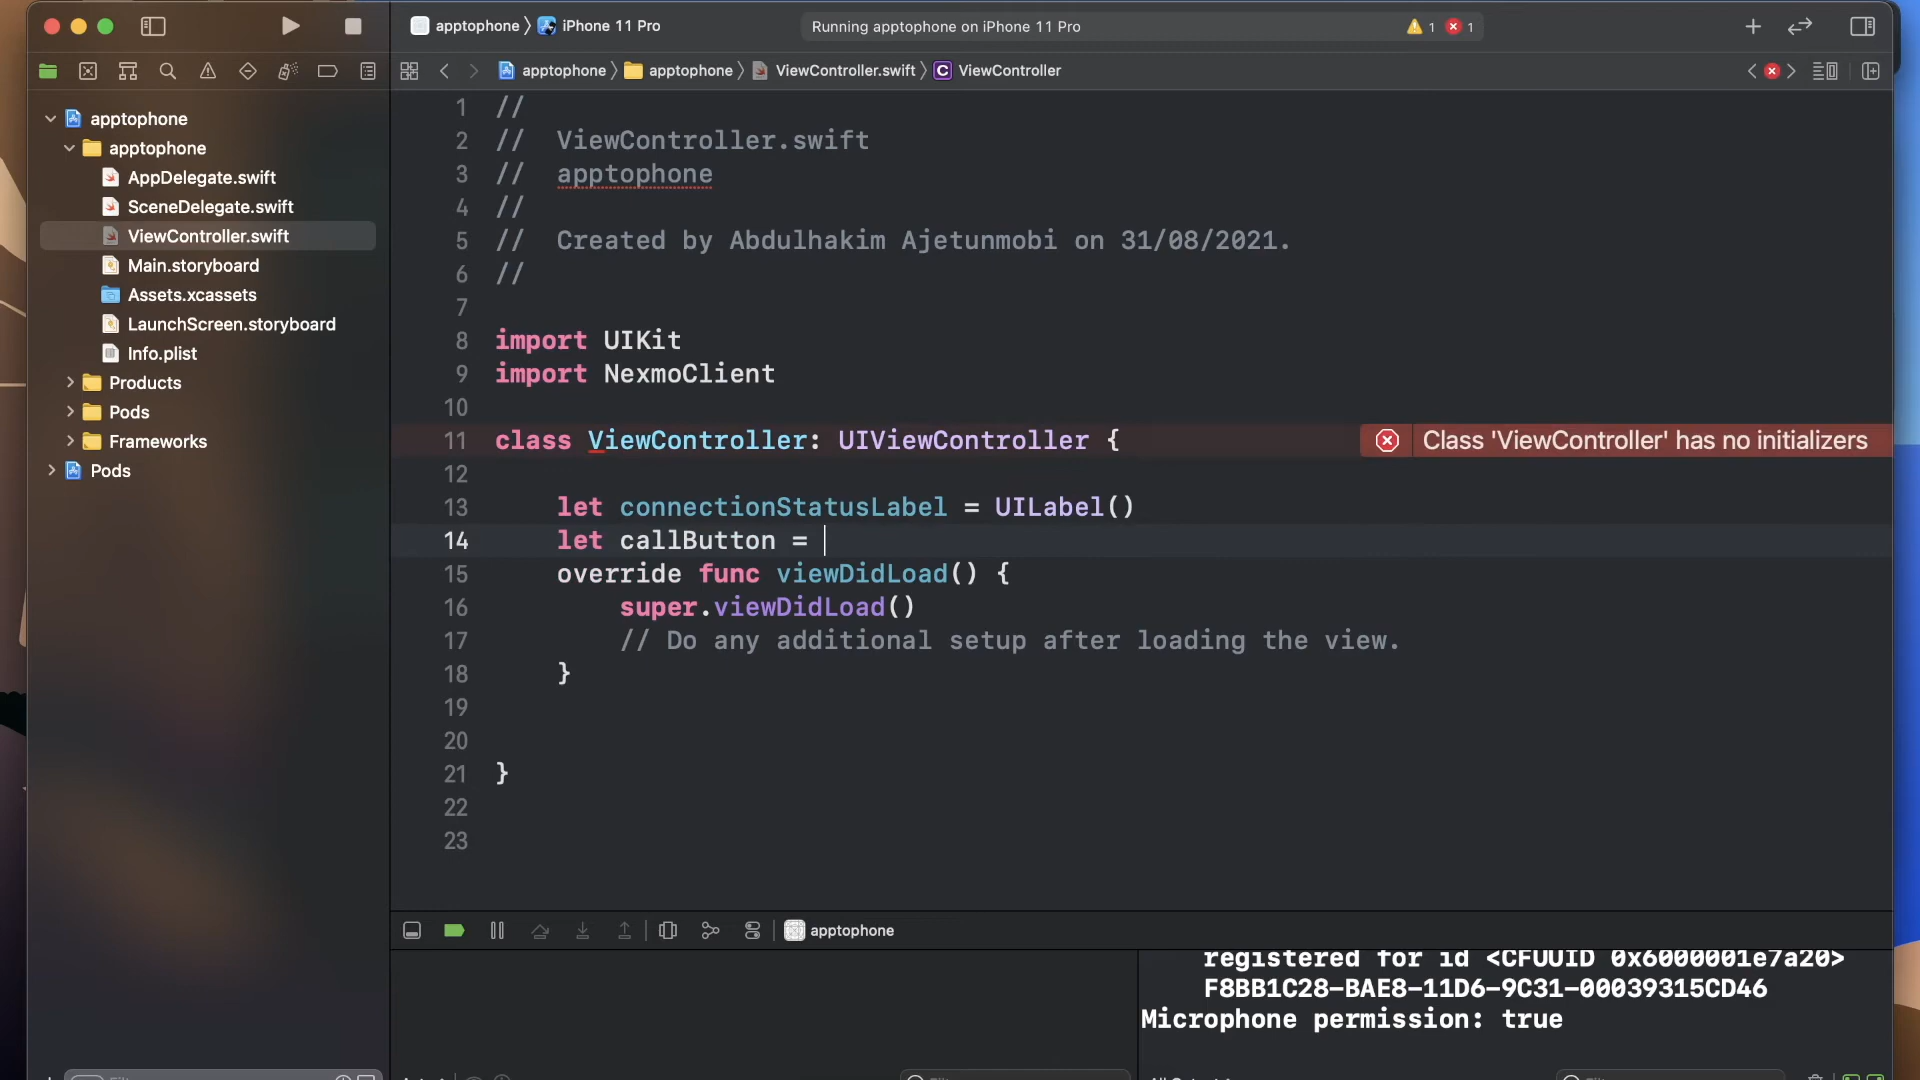 apptophone
iPhone 11 Pro
Running apptophone on iPhone 11 Pro
1
1
apptophone
apptophone
ViewController.swift
C ViewController
apptophone
apptophone
AppDelegate.swift
SceneDelegate.swift
ViewController.swift
Main.storyboard
Assets.xcassets
LaunchScreen.storyboard
Info.plist
Products
Pods
Frameworks
Pods
1 //
2 //  ViewController.swift
3 //  apptophone
4 //
5 //  Created by Abdulhakim Ajetunmobi on 31/08/2021.
6 //
7
8 import UIKit
9 import NexmoClient
10
11 class ViewController: UIViewController {
Class 'ViewController' has no initializers
12
13 let connectionStatusLabel = UILabel()
14 let callButton =
15 override func viewDidLoad() {
16 super.viewDidLoad()
17 // Do any additional setup after loading the view.
18 }
19
20
21 }
22
23
apptophone
registered for id <CFUUID 0x6000001e7a20>
F8BB1C28-BAE8-11D6-9C31-00039315CD46
Microphone permission: true